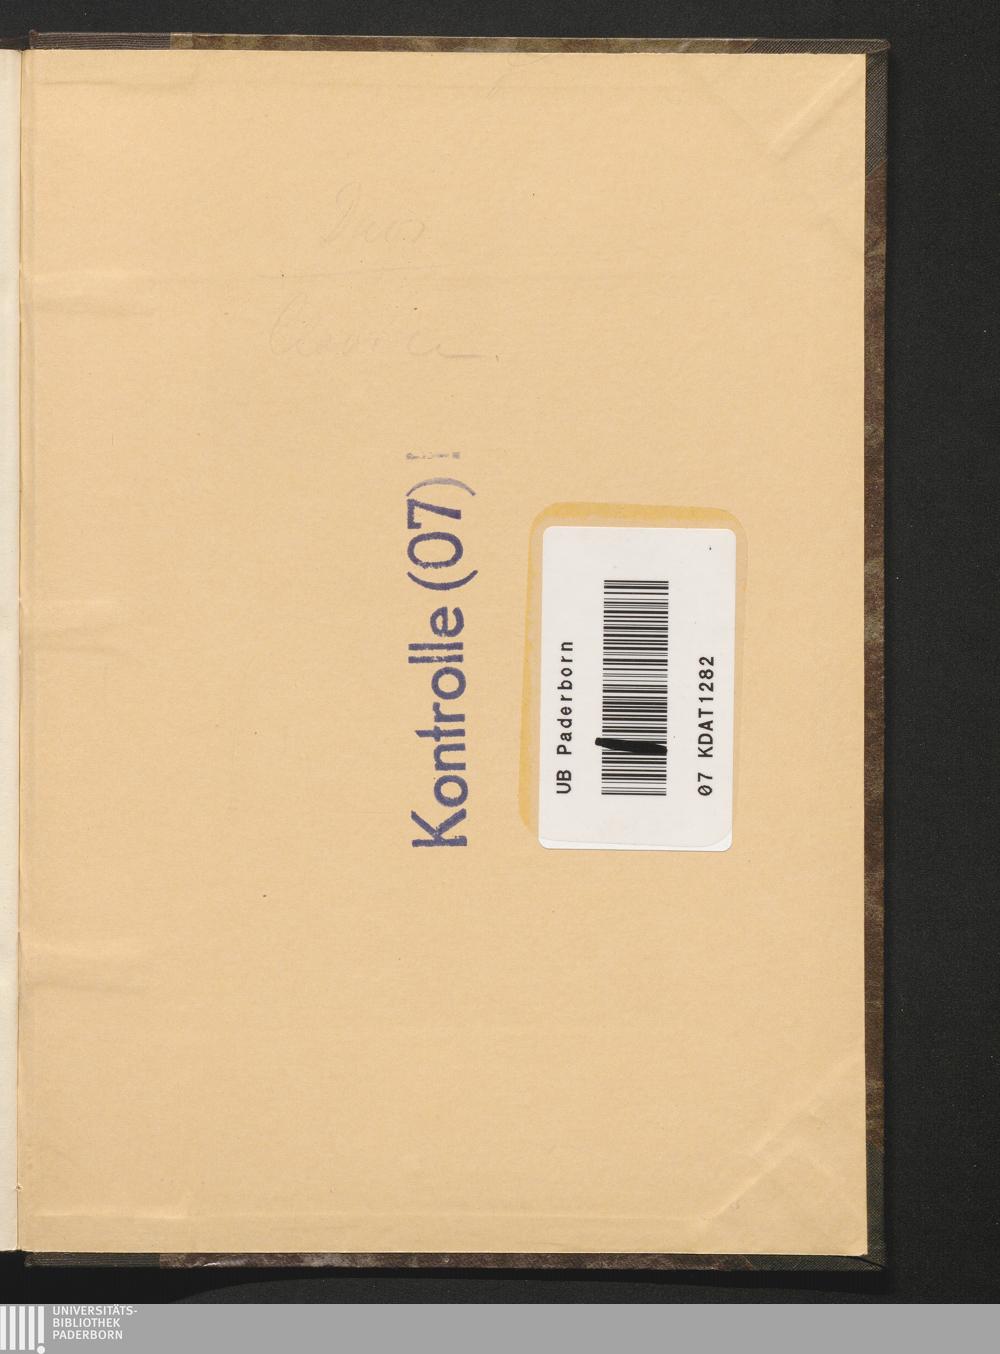 Kontrolle (07)!
UB Paderborn
07 KDAT1282
UNIVERSITÄTS-
BIBLIOTHEK
PADERBORN